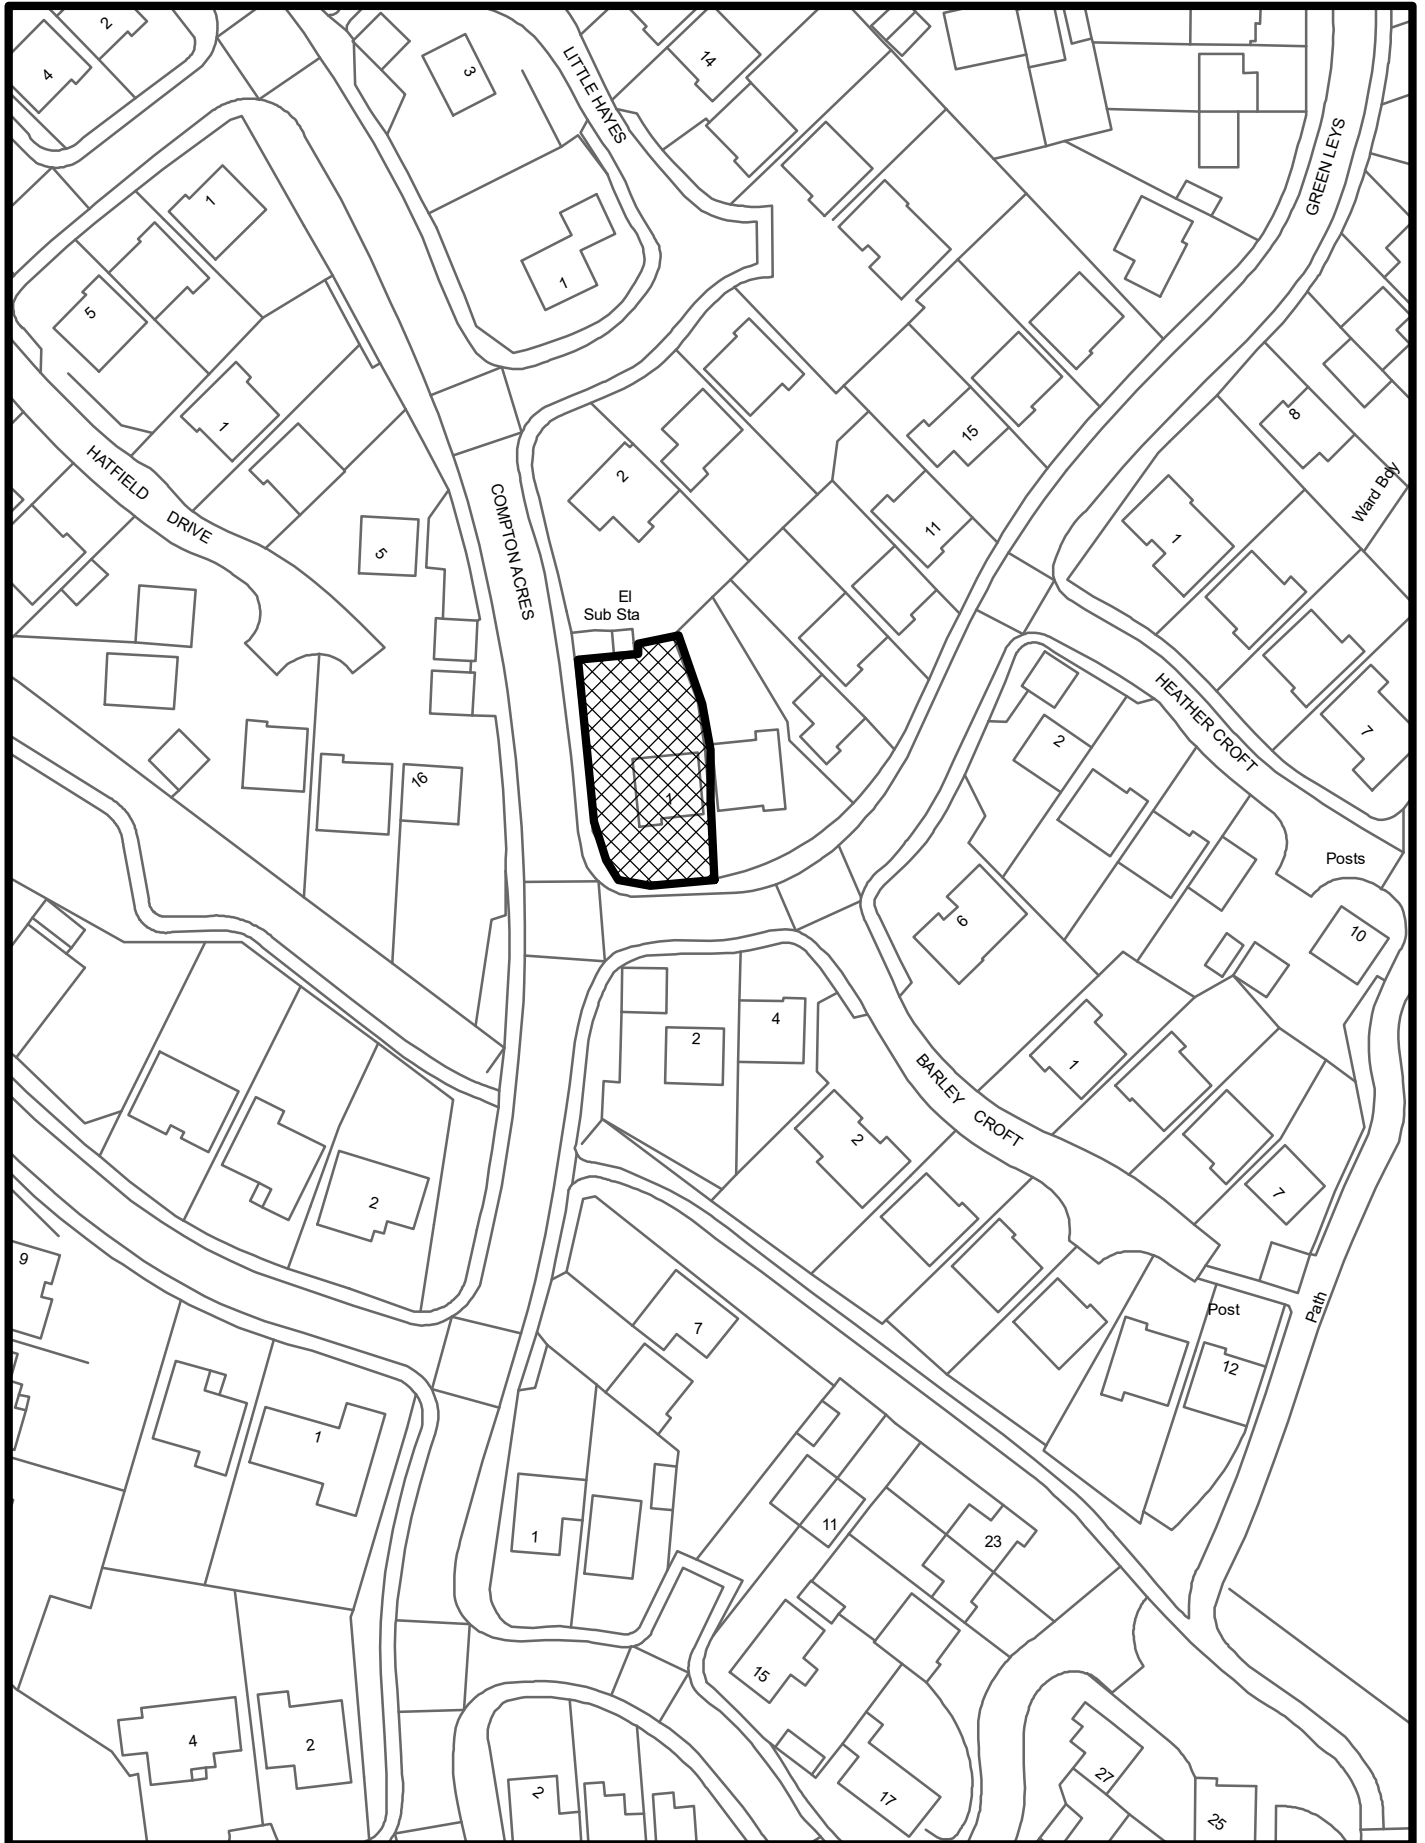 2
4
3
LITTLE HAYES
14
GREEN LEYS
1
1
5
1
HATFIELD
DRIVE
COMPTON ACRES
5
2
15
11
8
Ward Bdy
1
El
Sub Sta
HEATHER CROFT
7
2
16
1
Posts
6
10
2
4
1
BARLEY
CROFT
2
7
2
9
7
Post
Path
12
1
1
11
23
15
4
2
2
17
27
25